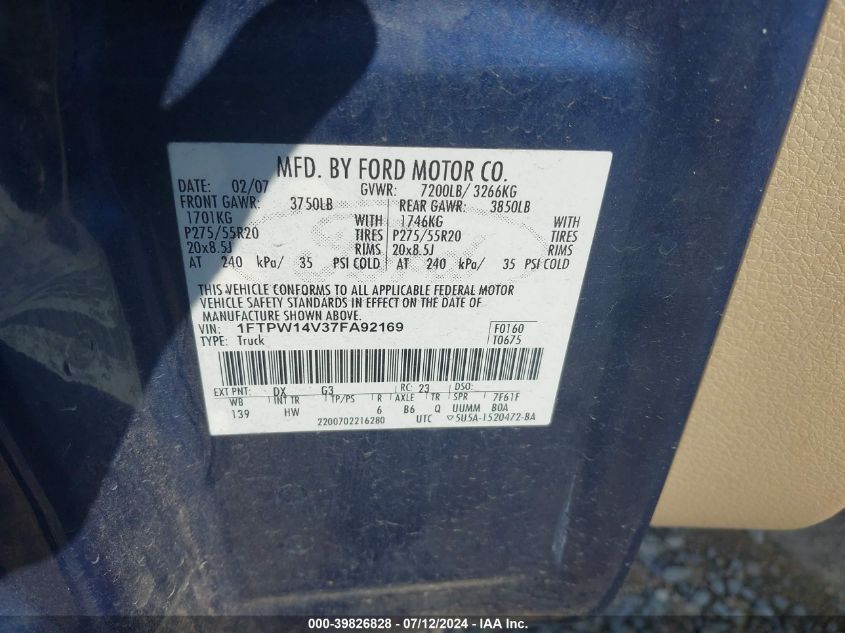 MFD. BY FORD MOTOR CO.
DATE: 02/07 GVWR: 7200LB/ 3266KG
FRONT GAWR: 3750LB REAR GAWR: 3850LB
1701KG WITH 1746KG WITH
P275/55R20 TIRES P275/55R20 TIRES
20x8.5J RIMS 20x8.5J RIMS
AT 240 kPa/ 35 PSI COLD AT 240 kPa/ 35 PSI COLD
THIS VEHICLE CONFORMS TO ALL APPLICABLE FEDERAL MOTOR
VEHICLE SAFETY STANDARDS IN EFFECT ON THE DATE OF
MANUFACTURE SHOWN ABOVE.
VIN: 1FTPW14V37FA92169 F0160
TYPE: Truck T0675
EXT PNT: DX G3 RC: 23 DSO:
WB INT TR TP/PS R AXLE TR SPR 7F61F
139 HW 6 B6 Q UUMM B0A
2200702216280 UTC ▽5U5A-1520472-BA
000-39826828 - 07/12/2024 - IAAI.com